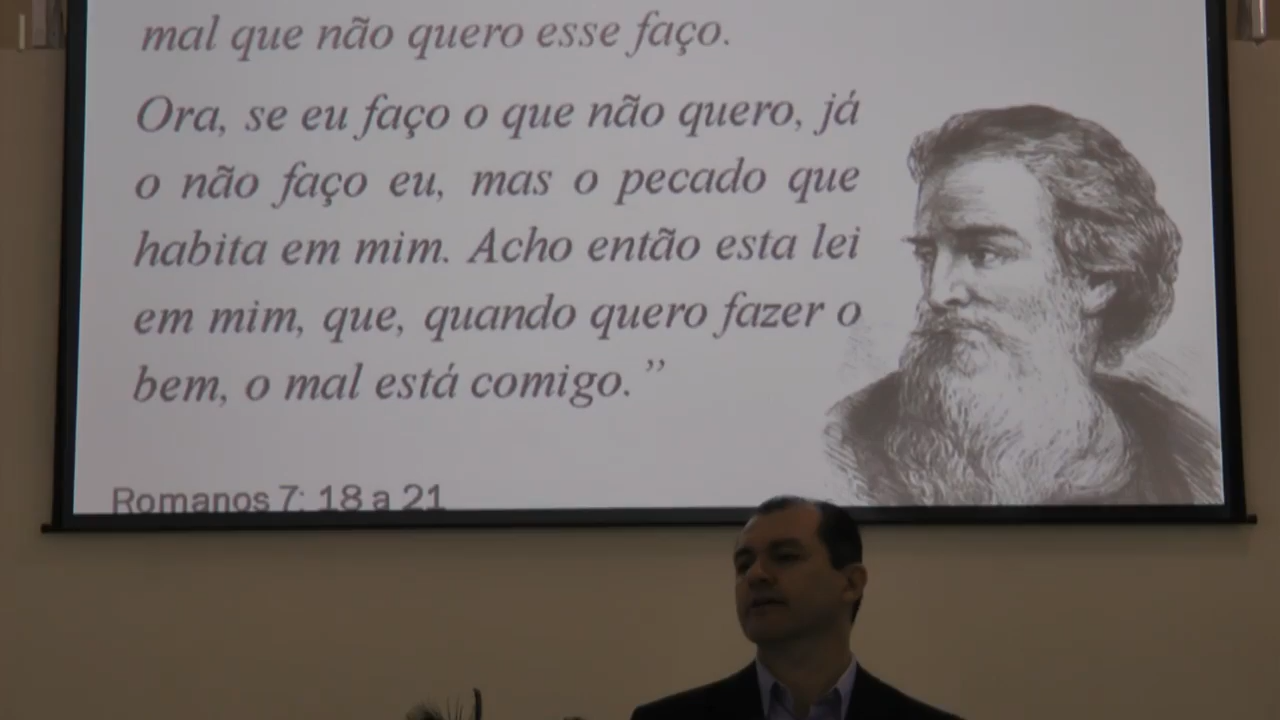 mal que não quero esse faço.
Ora, se eu faço o que não quero, já
o não faço eu, mas o pecado que
habita em mim. Acho então esta lei
em mim, que, quando quero fazer o
bem, o mal está comigo. ”
Romanos 7: 18 a 21